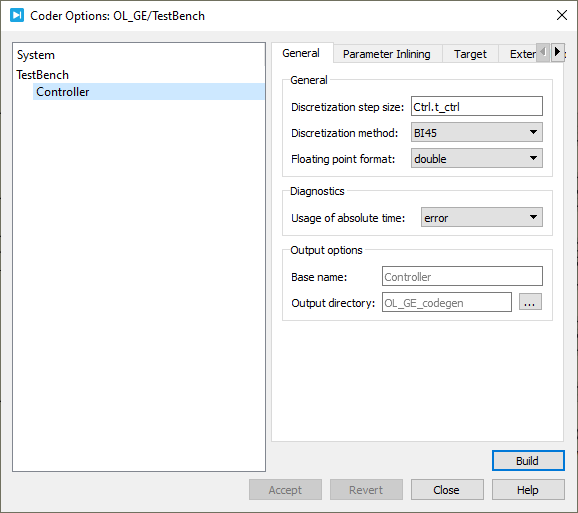 Coder Options: OL_GE/TestBench
System
TestBench
Controller
General
Parameter Inlining
Target
General
Discretization step size:
Ctrl.t_ctrl
Discretization method:
BI45
Floating point format:
double
Diagnostics
Usage of absolute time:
error
Output options
Base name:
Controller
Output directory:
OL_GE_codegen
...
Build
Accept
Revert
Close
Help